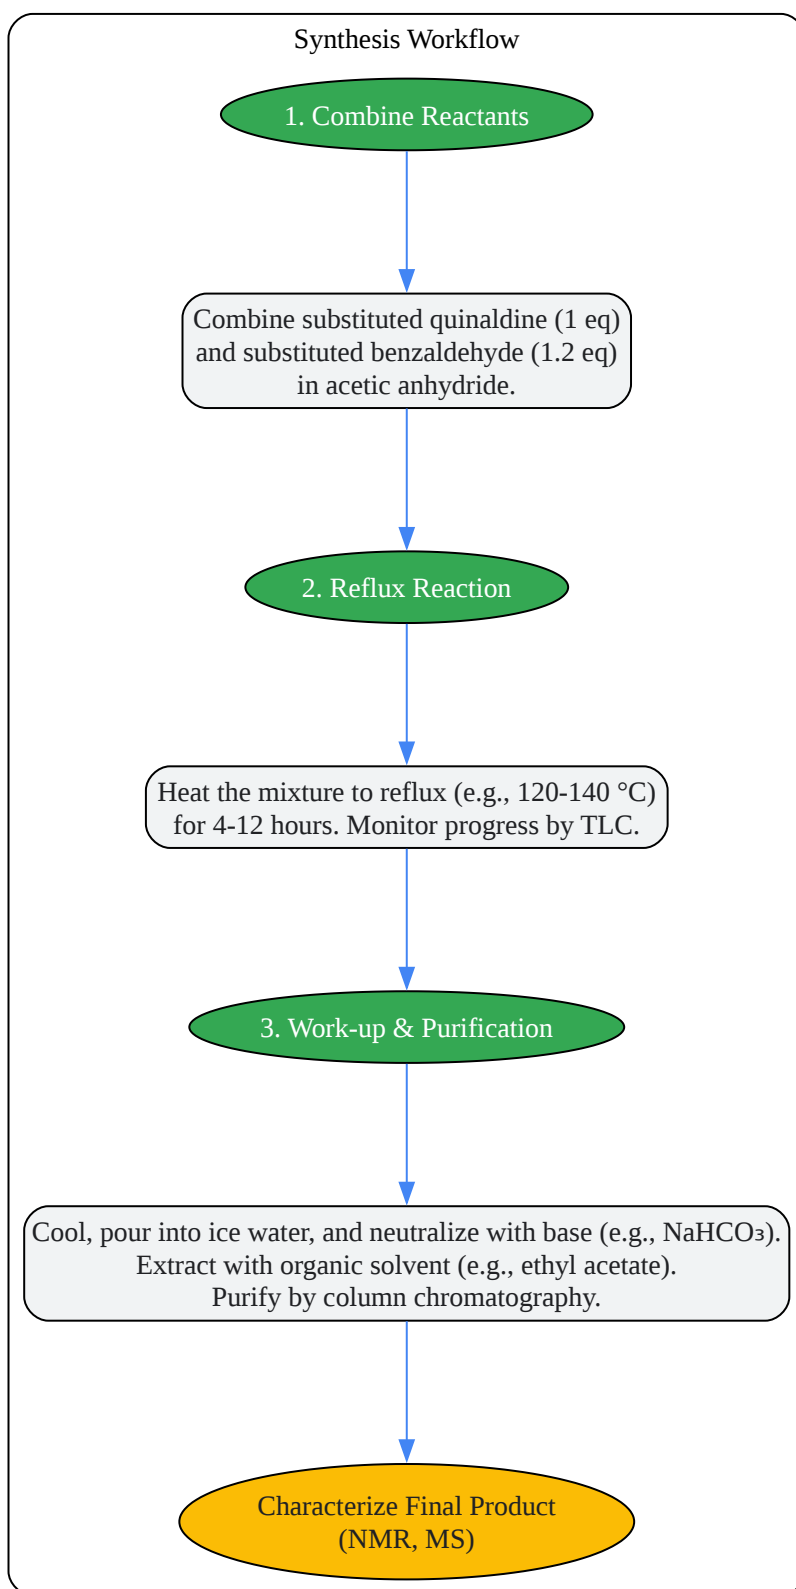 Synthesis Workflow
1. Combine Reactants
Combine substituted quinaldine (1 eq)
and substituted benzaldehyde (1.2 eq)
in acetic anhydride.
2. Reflux Reaction
Heat the mixture to reflux (e.g., 120-140 °C)
for 4-12 hours. Monitor progress by TLC.
3. Work-up & Purification
Cool, pour into ice water, and neutralize with base (e.g., NaHCO₃).
Extract with organic solvent (e.g., ethyl acetate).
Purify by column chromatography.
Characterize Final Product
(NMR, MS)